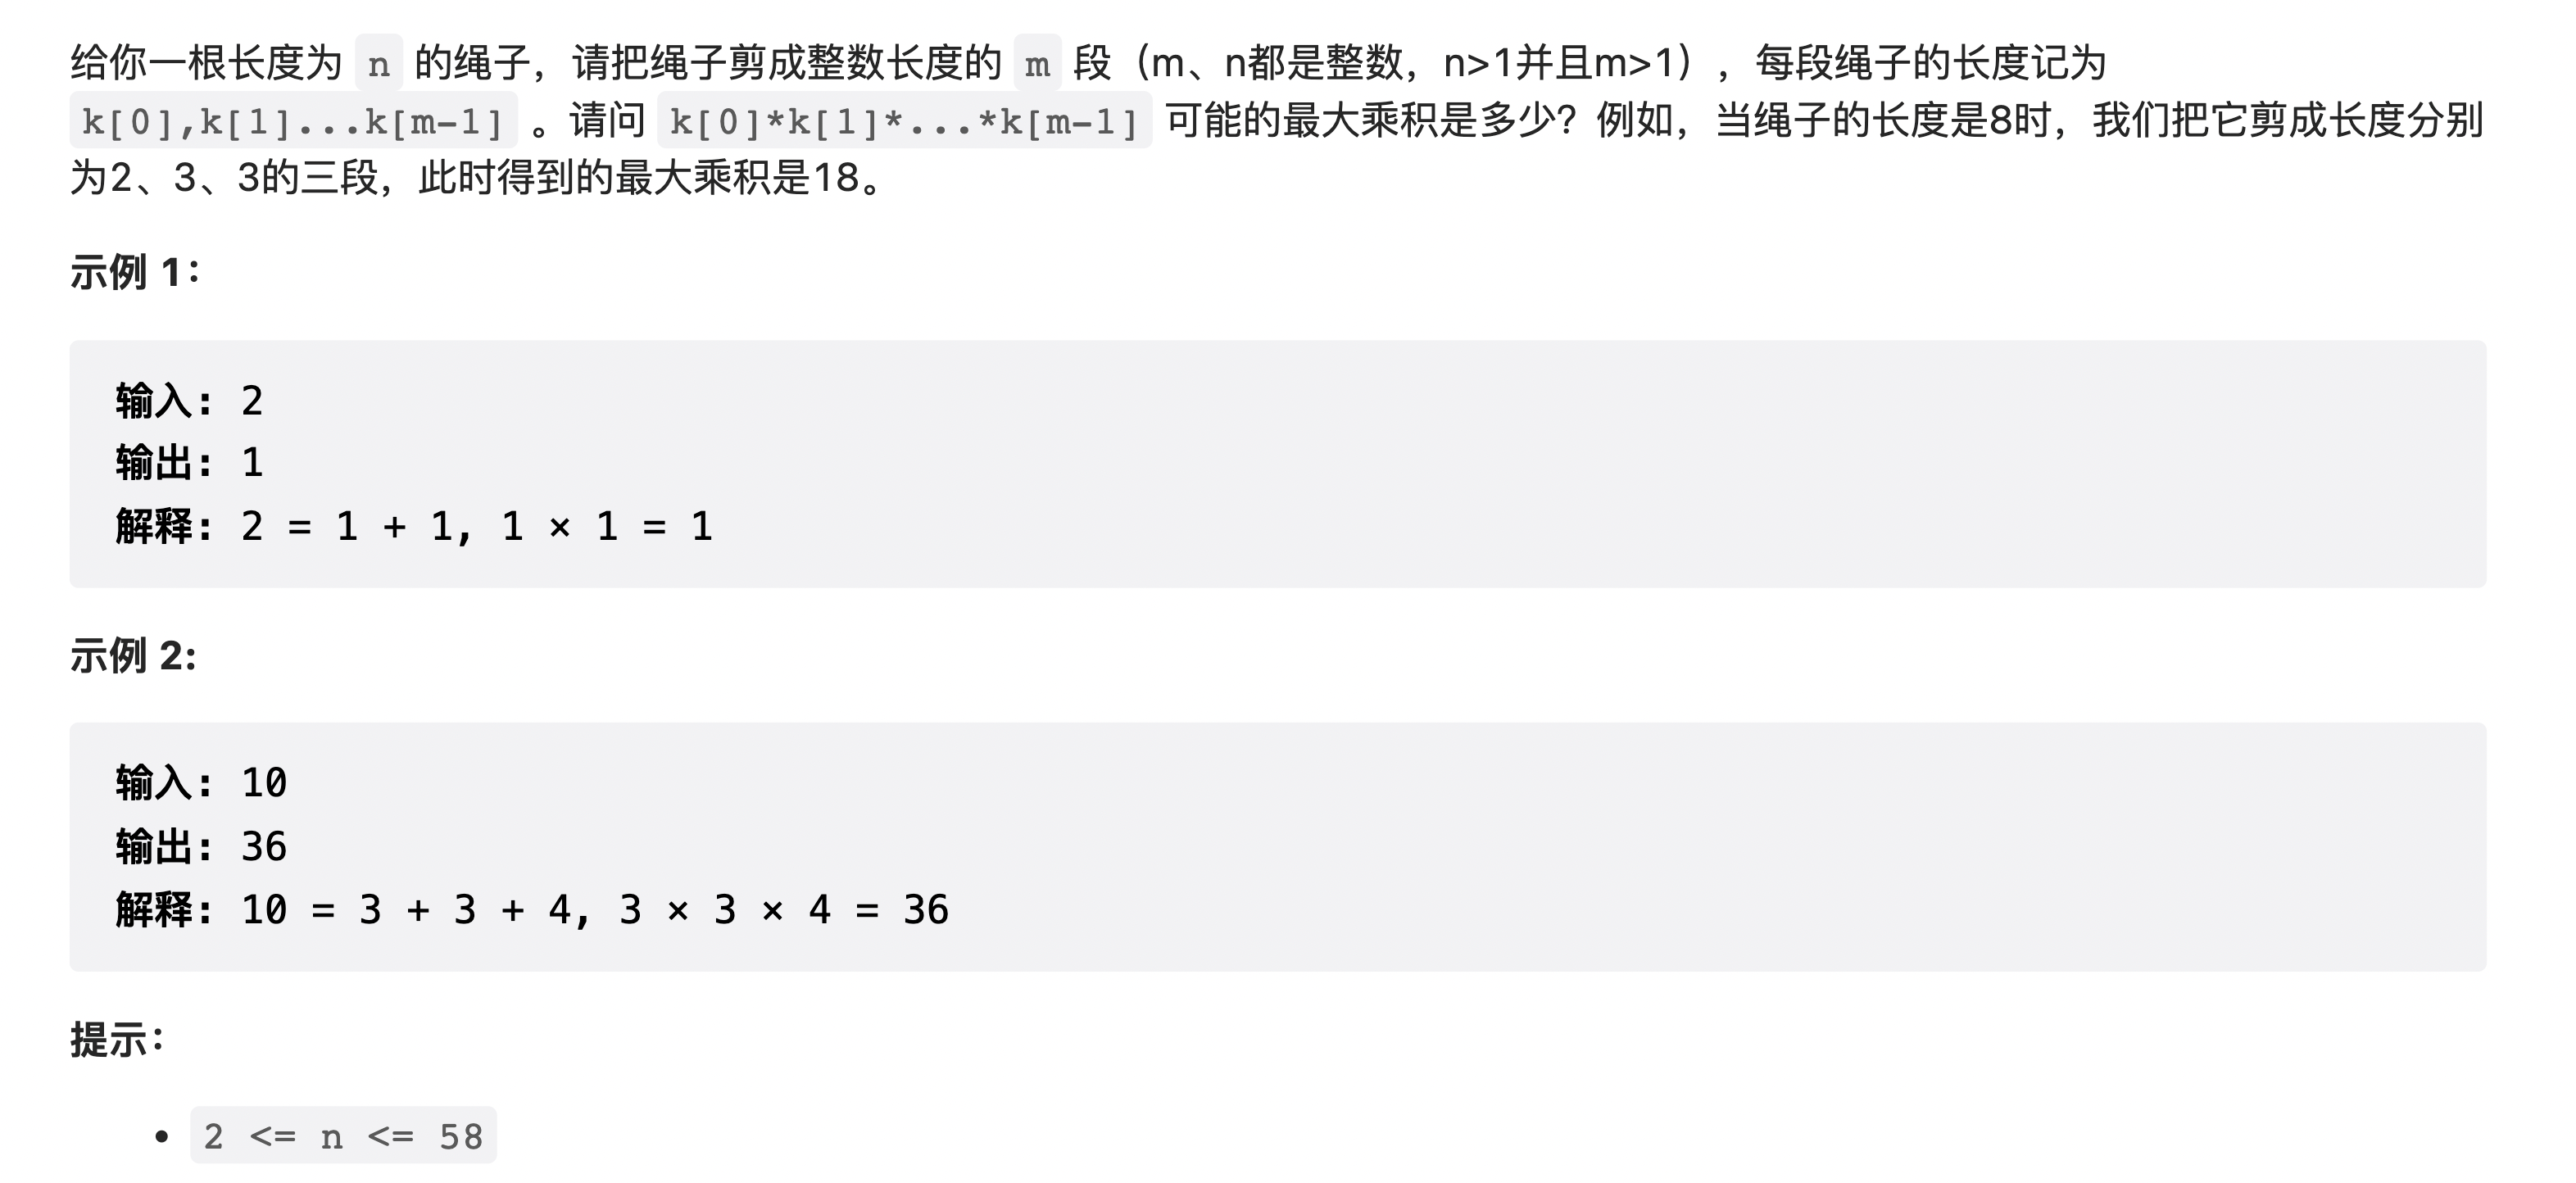 给你一根长度为 n 的绳子，请把绳子剪成整数长度的 m 段（m、n都是整数，n>1并且m>1），每段绳子的长度记为
k[0],k[1]...k[m-1] 。请问 k[0]*k[1]*...*k[m-1] 可能的最大乘积是多少？例如，当绳子的长度是8时，我们把它剪成长度分别
为2、3、3的三段，此时得到的最大乘积是18。
示例 1：
输入: 2
输出: 1
解释: 2 = 1 + 1, 1 × 1 = 1
示例 2:
输入: 10
输出: 36
解释: 10 = 3 + 3 + 4, 3 × 3 × 4 = 36
提示：
• 2 <= n <= 58